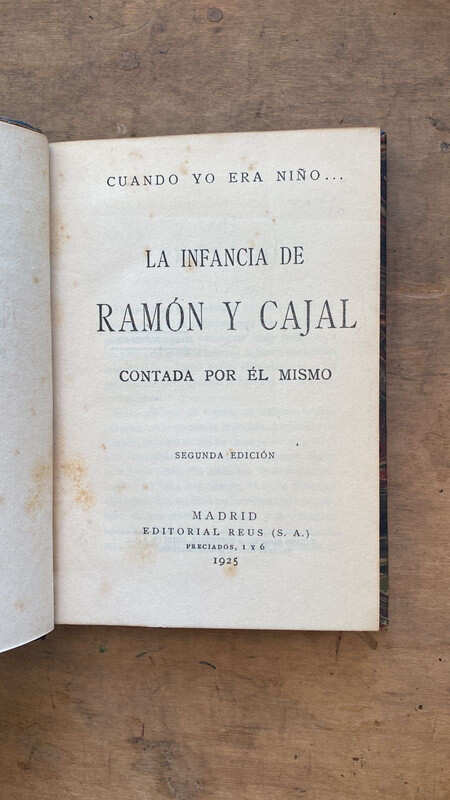 CUANDO YO ERA NIÑO...
LA INFANCIA DE
RAMÓN Y CAJAL
CONTADA POR ÉL MISMO
SEGUNDA EDICIÓN
MADRID
EDITORIAL REUS (S. A.)
PRECIADOS, 1 Y 6
1925